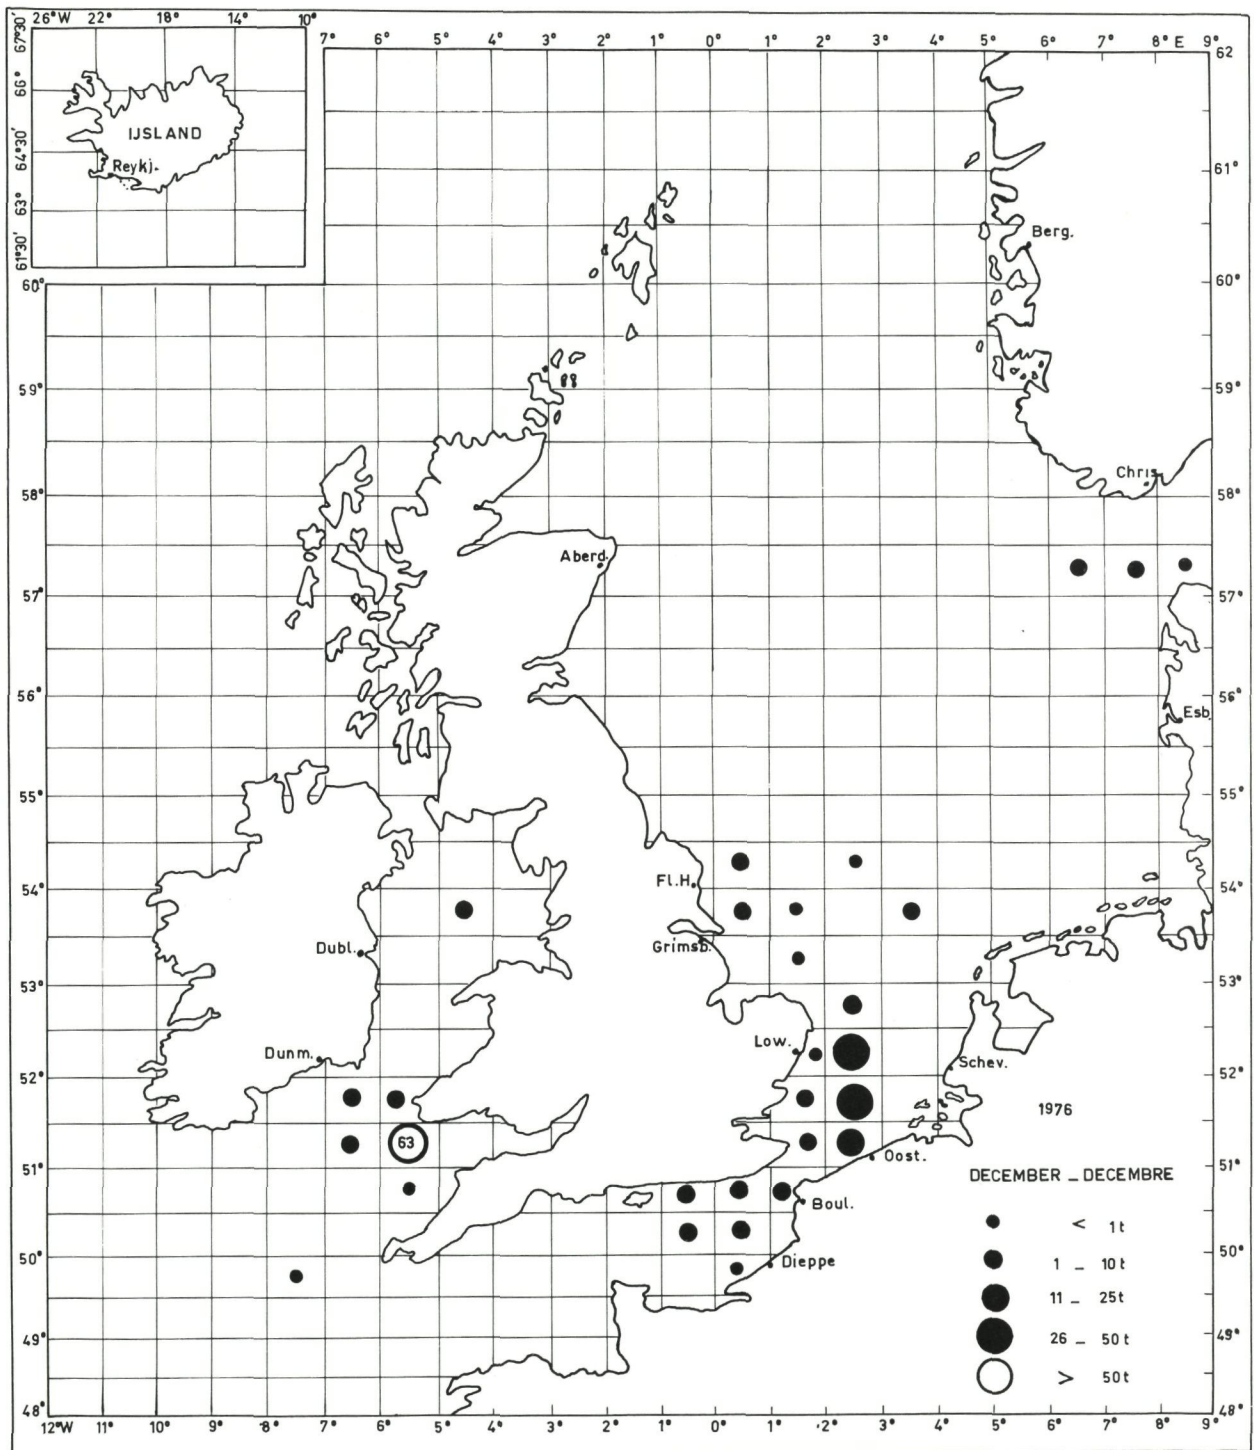 26°W 22° 18° 14° 10°
7° 6° 5° 4° 3° 2° 1° 0° 1° 2° 3° 4° 5° 6° 7° 8° E 9°
67°30'
66°
64°30'
63°
61°30'
IJSLAND
Reykj.
62
61°
61°
Berg.
60°
60°
59°
59°
Chris
58°
58°
Aberd.
57°
57°
56°
56°
Esb.
55°
55°
54°
Fl.H.
54°
Dubl.
Grimsb.
53°
53°
Dunm.
Low.
Schev.
52°
52°
1976
63
51°
Oost.
51°
DECEMBER _ DECEMBRE
Boul.
< 1t
50°
Dieppe
50°
1 _ 10t
11 _ 25t
49°
26 _ 50t
49°
> 50t
48°
48°
12°W 11° 10° 9° 8° 7° 6° 5° 4° 3° 2° 1° 0° 1° 2° 3° 4° 5° 6° 7° 8° 9°